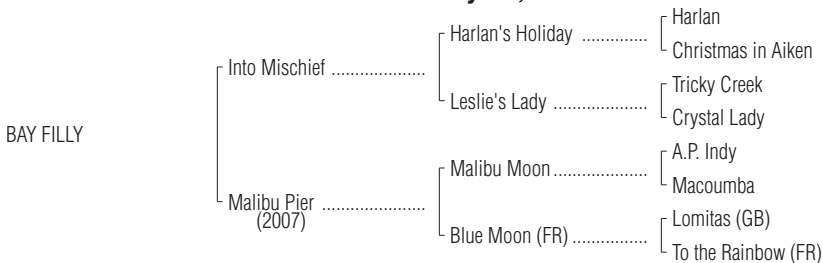 Harlan
Harlan's Holiday ..............
Christmas in Aiken
Into Mischief ....................
Tricky Creek
Leslie's Lady ....................
Crystal Lady
BAY FILLY
A.P. Indy
Malibu Moon ....................
Macoumba
Malibu Pier ......................
(2007)
Lomitas (GB)
Blue Moon (FR) ................
To the Rainbow (FR)